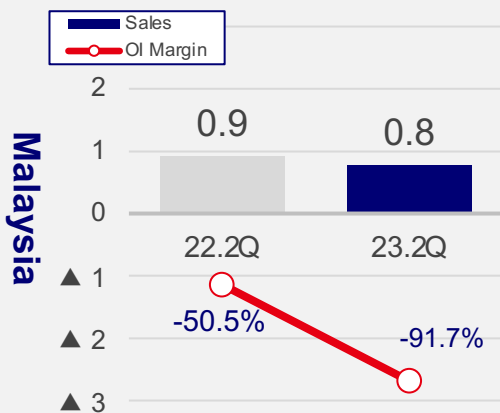 Sales
OI Margin
Malaysia
2
0.9
0.8
1
0
22.2Q
23.2Q
▲ 1
-50.5%
-91.7%
▲ 2
▲ 3